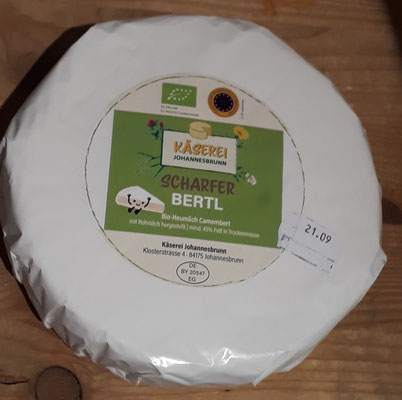 KÄSEREI
JOHANNESBRUNN
SCHARFER
BERTL
Bio-Heumilch Camembert
mit Rohmilch hergestellt | mind. 45% Fett in Trockenmasse
Käserei Johannesbrunn
Klosterstrasse 4 · 84175 Johannesbrunn
DE
BY 20547
EG
21.09